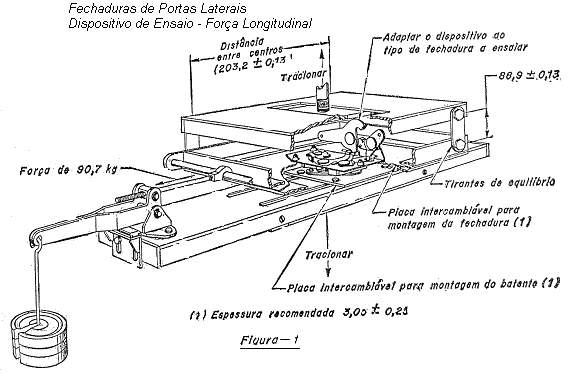 Fechaduras de Portas Laterais
Dispositivo de Ensaio - Força Longitudinal
Distância
entre centros
(203,2 ± 0,13
Tracionar
Adaptar o dispositivo ao
tipo de fechadura a ensaiar
86,9 ± 0,13
Força de 90,7 kg
Tirantes de equilíbrio
Placa intercambiável para
montagem da fechadura (1)
Tracionar
Placa intercambiável para montagem do batente (1)
(1) Espessura recomendada 3,00 ± 0,25
Figura - 1